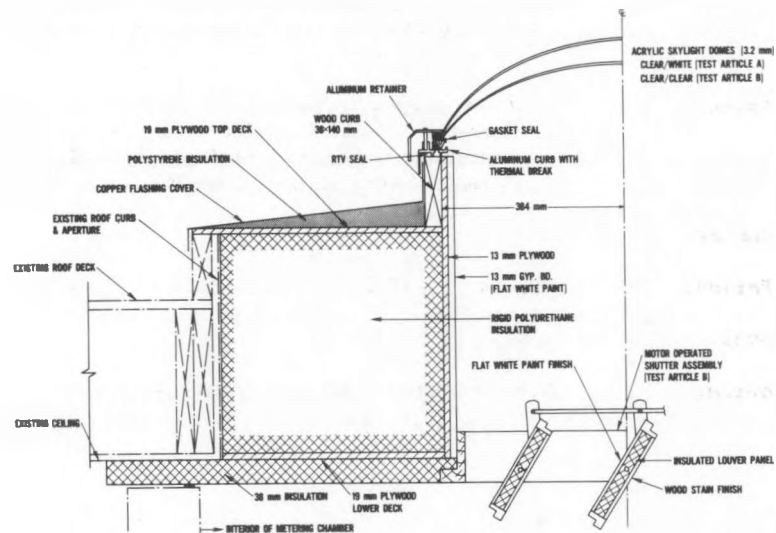 ACRYLIC SKYLIGHT DOMES (3.2 mm)
CLEAR/WHITE (TEST ARTICLE A)
CLEAR/CLEAR (TEST ARTICLE B)
ALUMINUM RETAINER
WOOD CURB
38×140 mm
GASKET SEAL
19 mm PLYWOOD TOP DECK
RTV SEAL
ALUMINUM CURB WITH
THERMAL BREAK
POLYSTYRENE INSULATION
COPPER FLASHING COVER
384 mm
EXISTING ROOF CURB
& APERTURE
13 mm PLYWOOD
EXISTING ROOF DECK
13 mm GYP. BD.
(FLAT WHITE PAINT)
RIGID POLYURETHANE
INSULATION
MOTOR OPERATED
SHUTTER ASSEMBLY
(TEST ARTICLE B)
FLAT WHITE PAINT FINISH
EXISTING CEILING
INSULATED LOUVER PANEL
WOOD STAIN FINISH
38 mm INSULATION
19 mm PLYWOOD
LOWER DECK
INTERIOR OF METERING CHAMBER